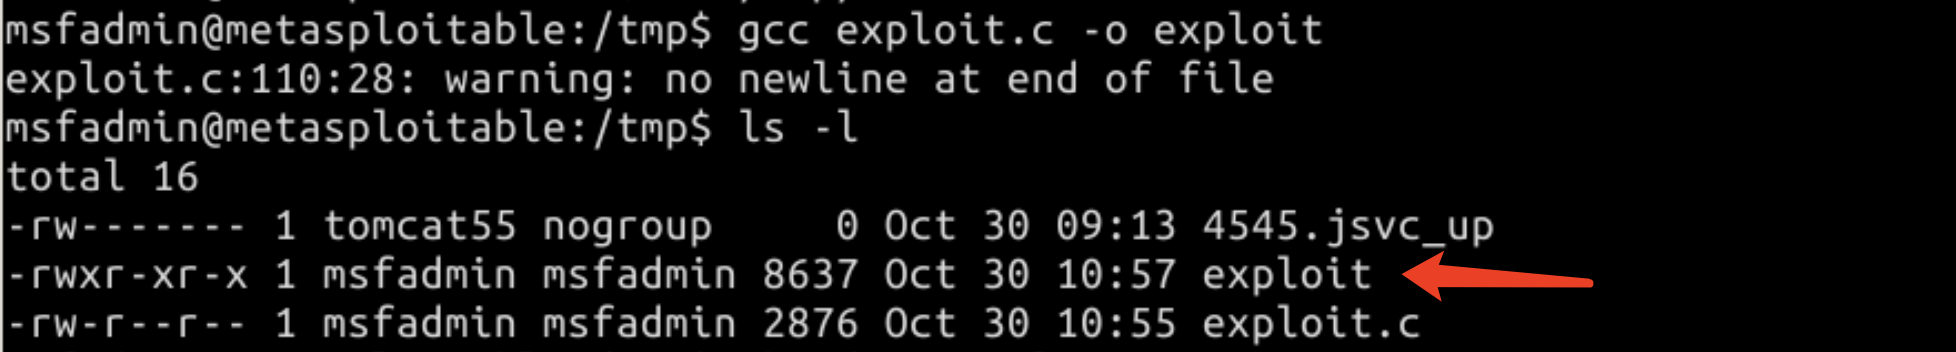 msfadmin@metasploitable:/tmp$ gcc exploit.c -o exploit
exploit.c:110:28: warning: no newline at end of file
msfadmin@metasploitable:/tmp$ ls -l
total 16
-rw------- 1 tomcat55 nogroup     0 Oct 30 09:13 4545.jsvc_up
-rwxr-xr-x 1 msfadmin msfadmin 8637 Oct 30 10:57 exploit
-rw-r--r-- 1 msfadmin msfadmin 2876 Oct 30 10:55 exploit.c